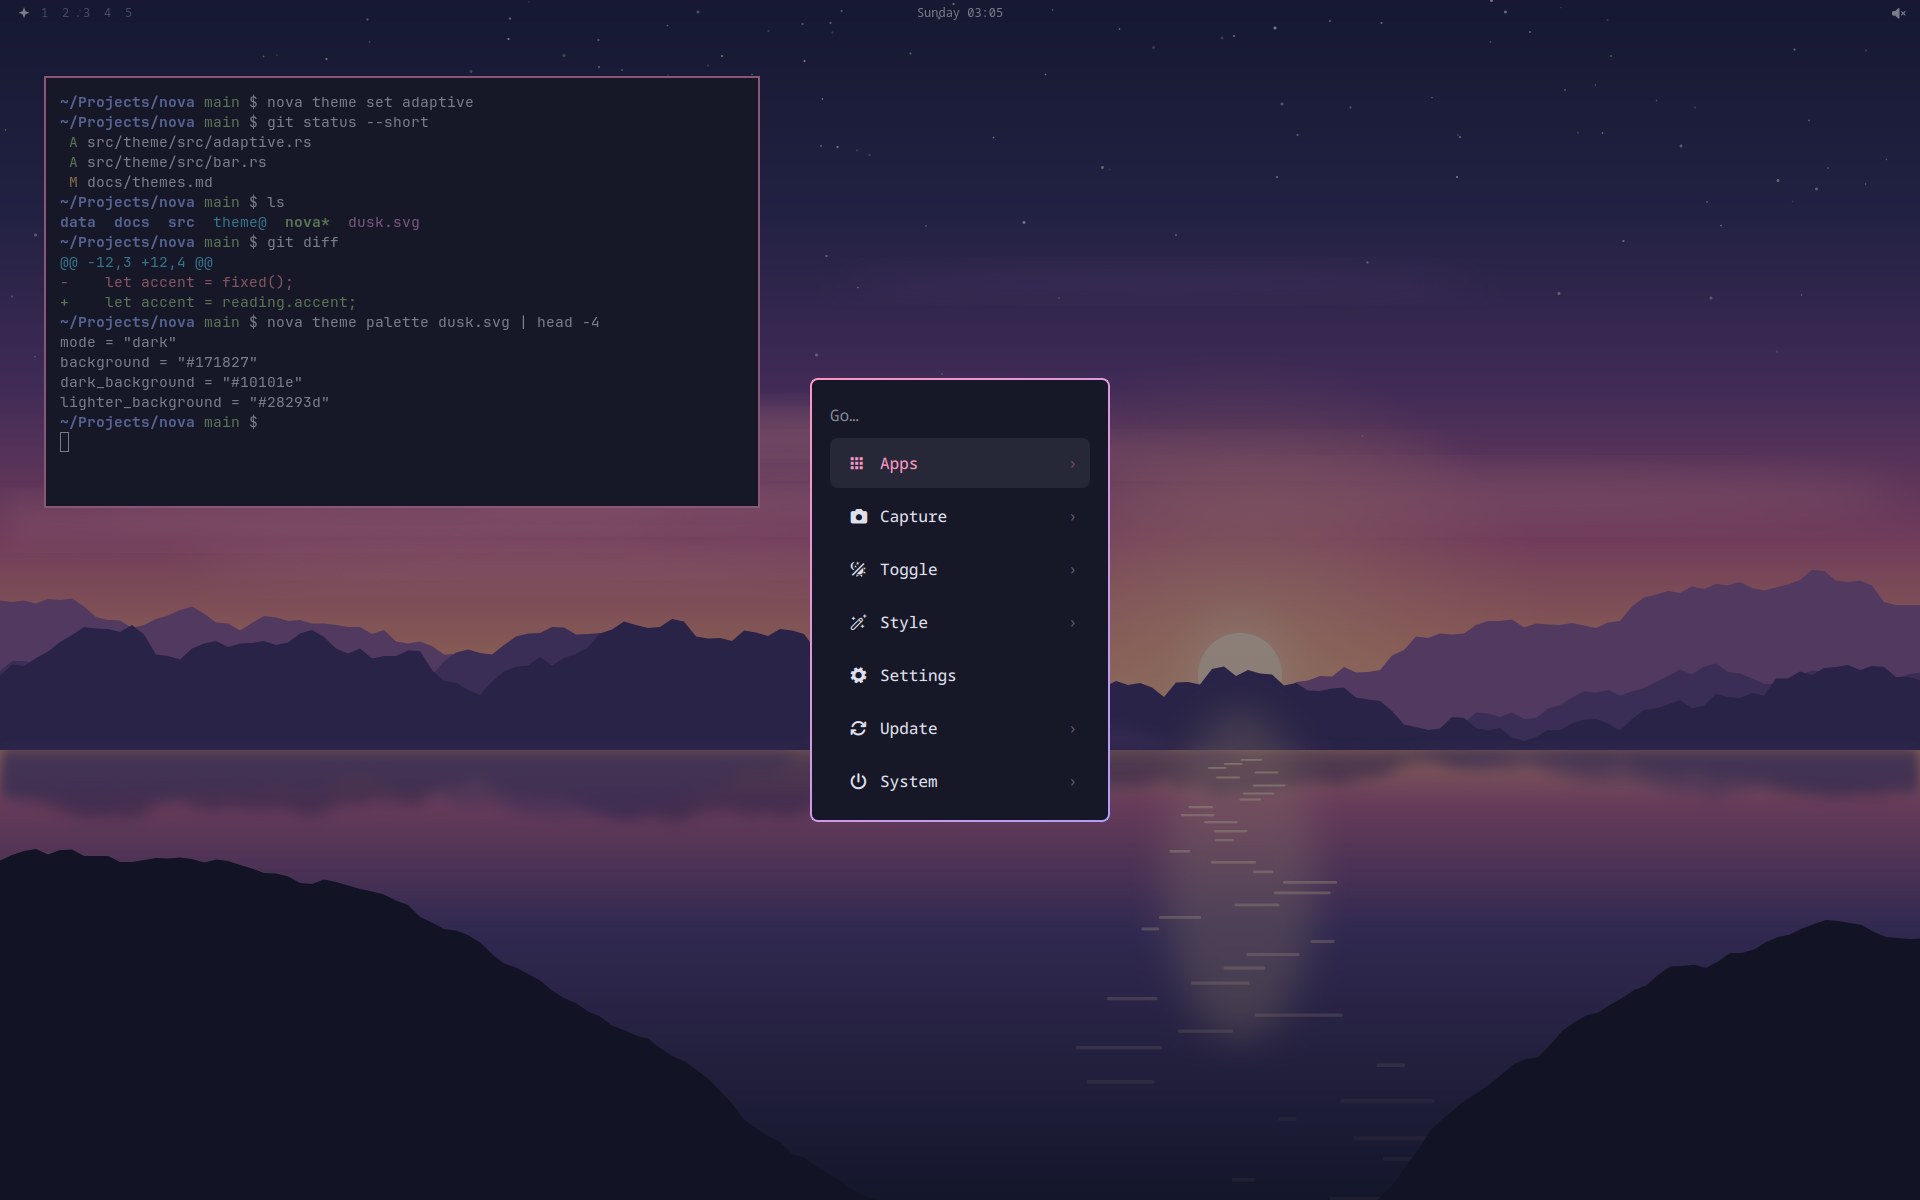 1 2 3 4 5
Sunday 03:05
~/Projects/nova main $ nova theme set adaptive
~/Projects/nova main $ git status --short
A src/theme/src/adaptive.rs
A src/theme/src/bar.rs
M docs/themes.md
~/Projects/nova main $ ls
data docs src theme@ nova* dusk.svg
~/Projects/nova main $ git diff
@@ -12,3 +12,4 @@
-    let accent = fixed();
+    let accent = reading.accent;
~/Projects/nova main $ nova theme palette dusk.svg | head -4
mode = "dark"
background = "#171827"
dark_background = "#10101e"
lighter_background = "#28293d"
~/Projects/nova main $
Go…
Apps
Capture
Toggle
Style
Settings
Update
System